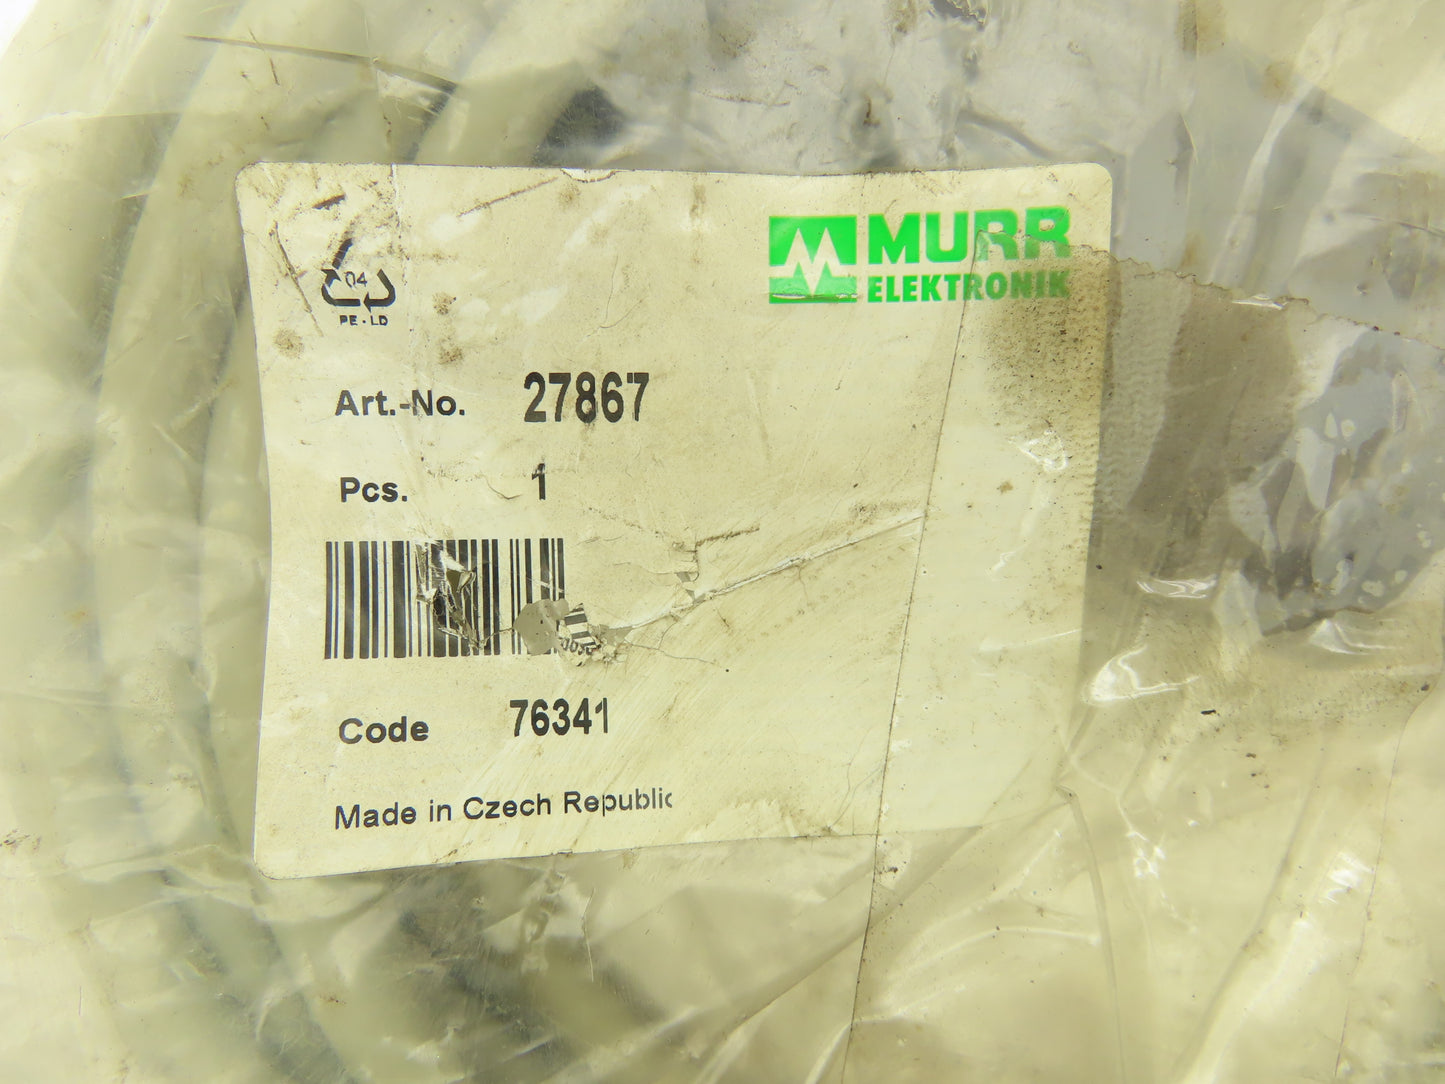 04
PE-LD
MURR
ELEKTRONIK
Art.-No. 27867
Pcs. 1
Code 76341
Made in Czech Republic